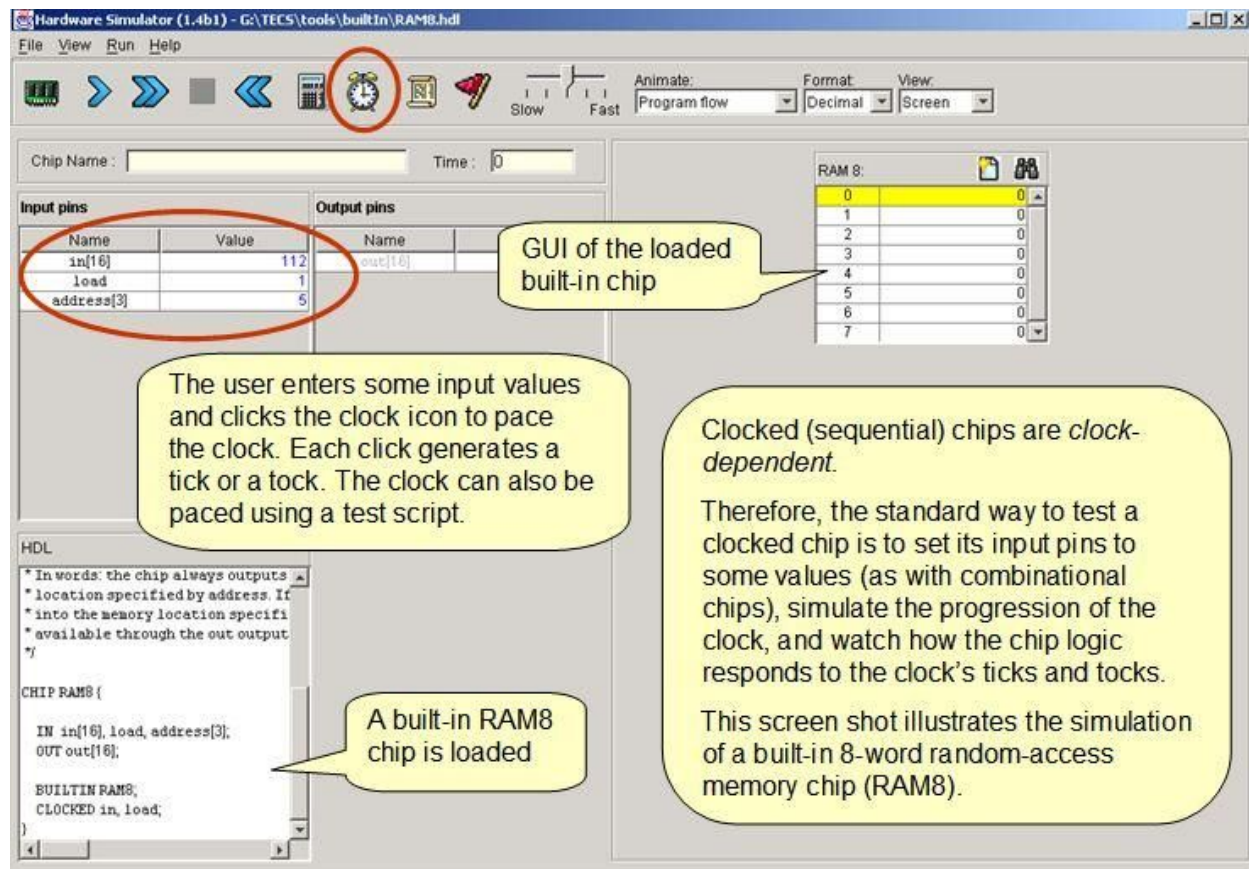 Hardware Simulator (1.4b1) - G:\TECS\tools\builtIn\RAM8.hdl
File View Run Help
Slow Fast
Animate:
Program flow
Format:
Decimal
View:
Screen
Chip Name :
Time : 0
Input pins
Name Value
in[16] 112
load 1
address[3] 5
Output pins
Name
out[16]
GUI of the loaded
built-in chip
RAM 8:
0 0
1 0
2 0
3 0
4 0
5 0
6 0
7 0
The user enters some input values
and clicks the clock icon to pace
the clock. Each click generates a
tick or a tock. The clock can also be
paced using a test script.
HDL
* In words: the chip always outputs
* location specified by address. If
* into the memory location specifi
* available through the out output
*/
CHIP RAM8 {
IN in[16], load, address[3];
OUT out[16];
BUILTIN RAM8;
CLOCKED in, load;
}
A built-in RAM8
chip is loaded
Clocked (sequential) chips are clock-
dependent.
Therefore, the standard way to test a
clocked chip is to set its input pins to
some values (as with combinational
chips), simulate the progression of the
clock, and watch how the chip logic
responds to the clock's ticks and tocks.
This screen shot illustrates the simulation
of a built-in 8-word random-access
memory chip (RAM8).